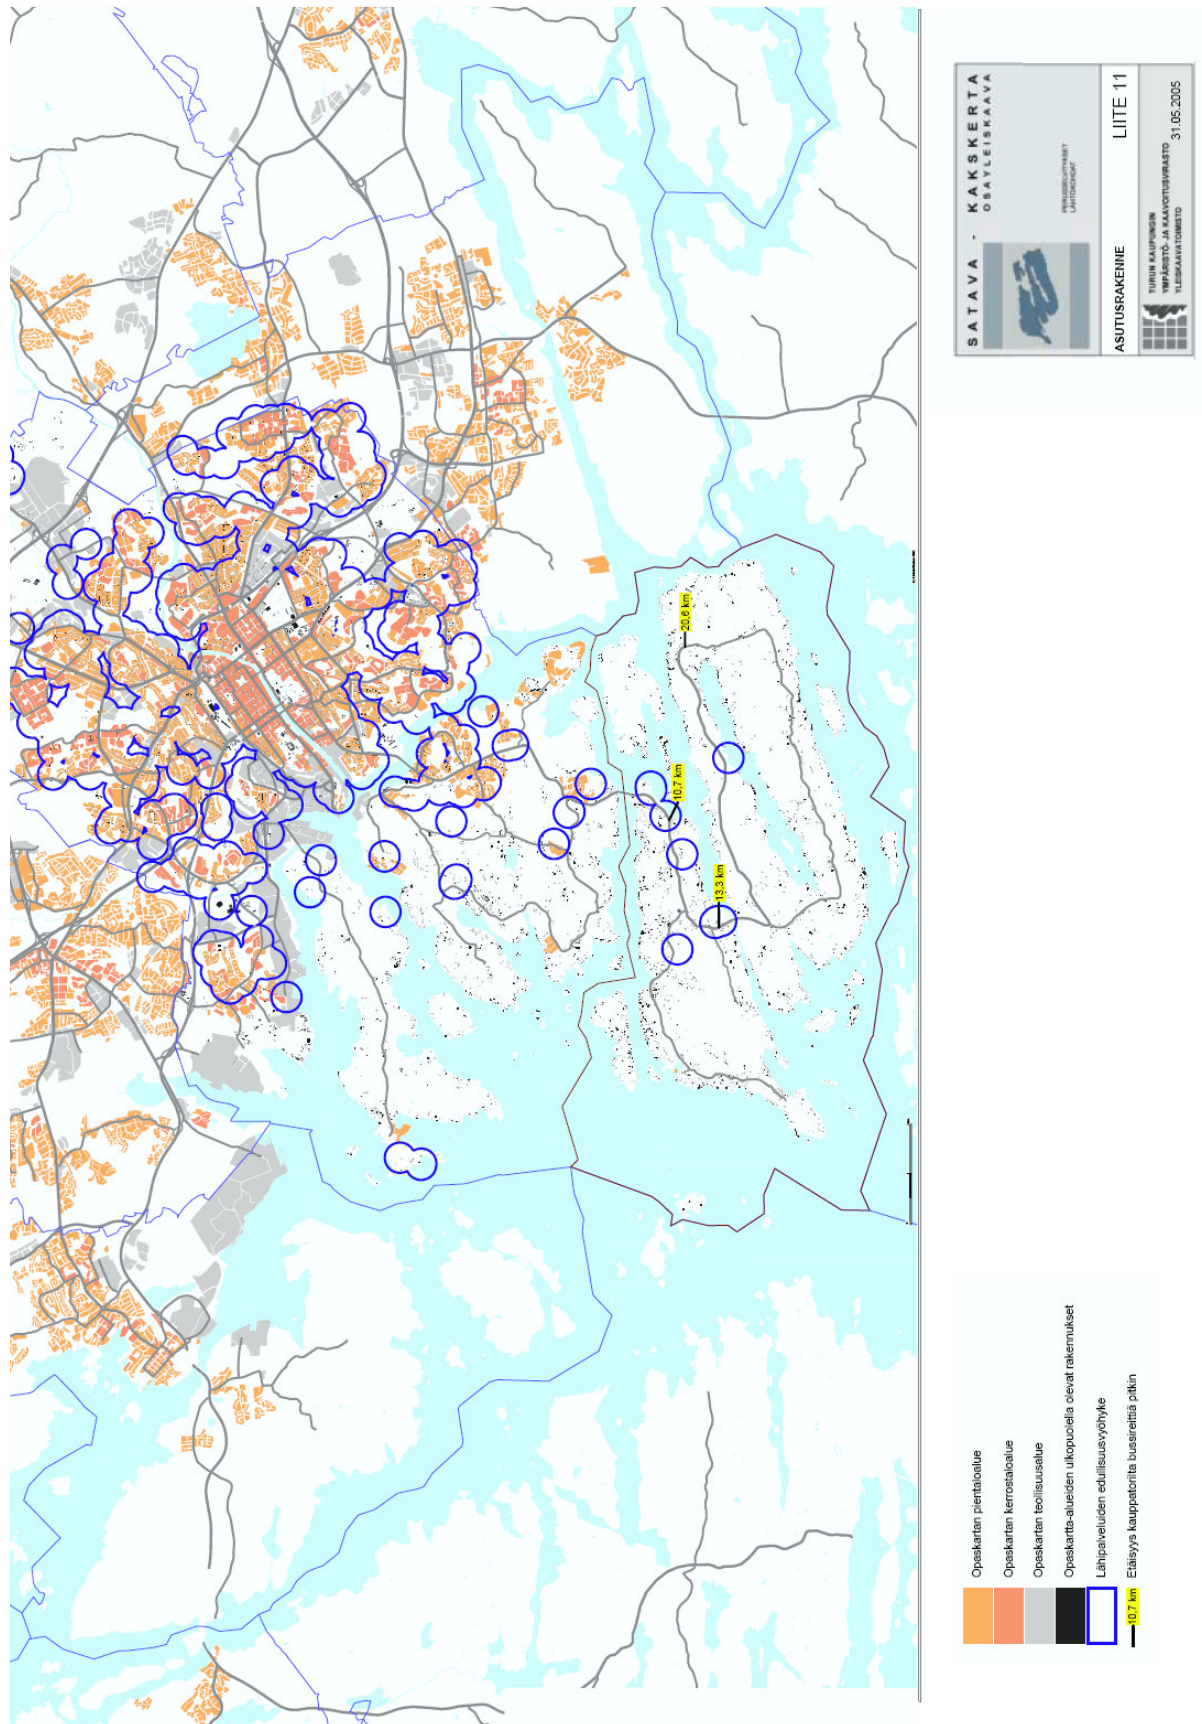 SATAVA - KAKSKERTA
OSAYLEISKAAVA
PERUSSELVITYKSET
LÄHTÖKOHDAT
ASUTUSRAKENNE
LIITE 11
TURUN KAUPUNGIN
YMPÄRISTÖ- JA KAAVOITUSVIRASTO
YLEISKAAVATOIMISTO
31.05.2005
20,6 km
10,7 km
13,3 km
Opaskartan pientaloalue
Opaskartan kerrostaloalue
Opaskartan teollisuusalue
Opaskartta-alueiden ulkopuolella olevat rakennukset
Lähipalveluiden edullisuusvyöhyke
10,7 km Etäisyys kauppatorilta bussireittiä pitkin